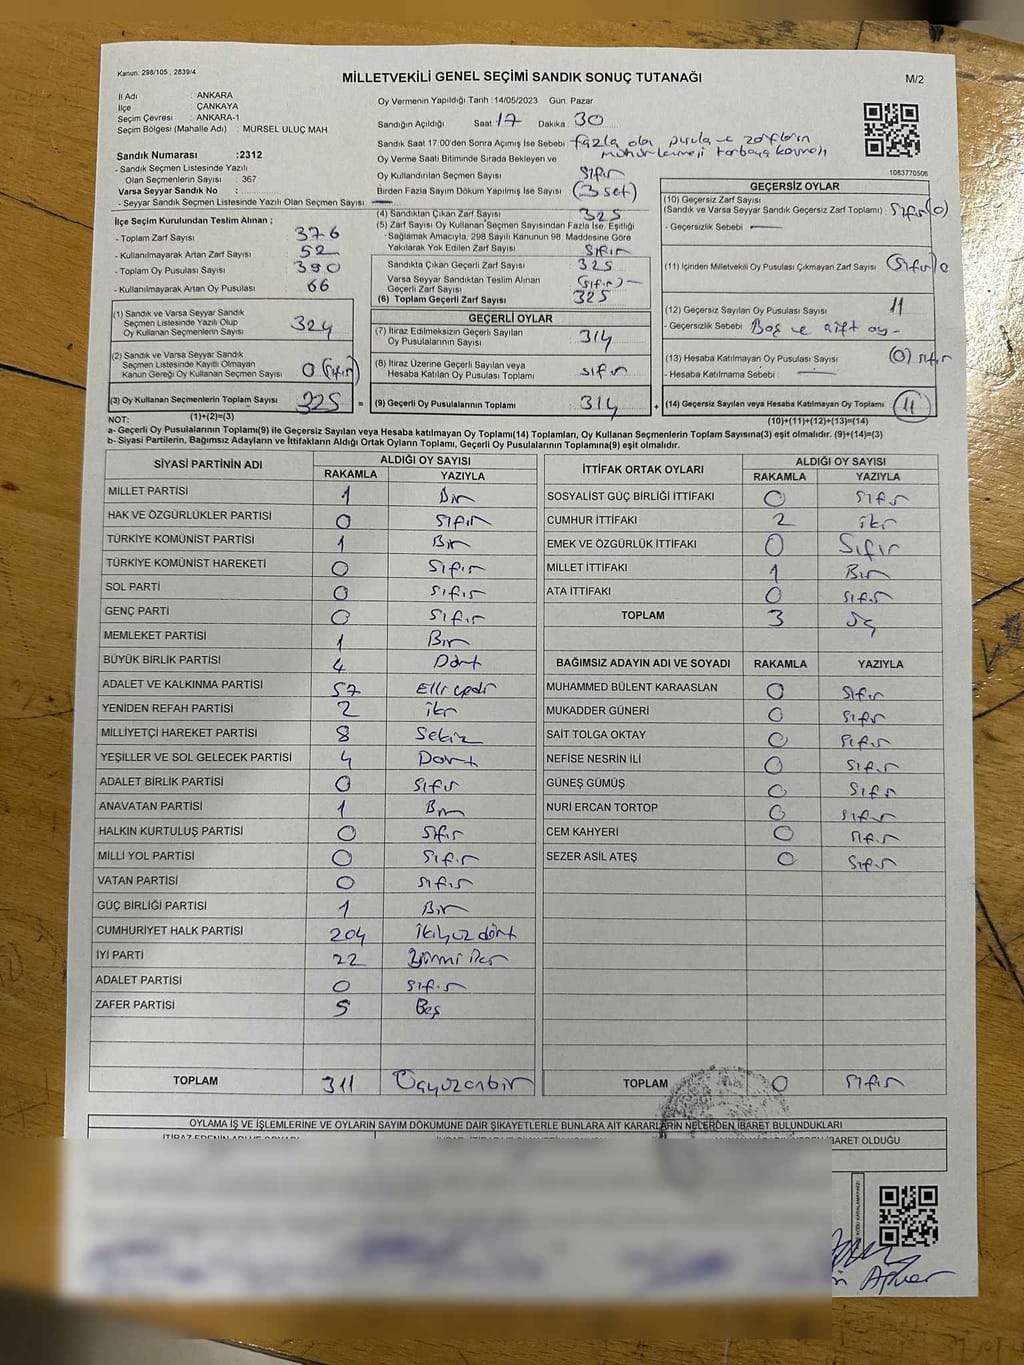 Kanun: 298/105 , 2839/4
MİLLETVEKİLİ GENEL SEÇİMİ SANDIK SONUÇ TUTANAĞI
M/2
İl Adı : ANKARA
İlçe : ÇANKAYA
Seçim Çevresi : ANKARA-1
Seçim Bölgesi (Mahalle Adı) : MÜRSEL ULUÇ MAH
Sandık Numarası :2312
- Sandık Seçmen Listesinde Yazılı
Olan Seçmenlerin Sayısı : 367
Varsa Seyyar Sandık No :
- Seyyar Sandık Seçmen Listesinde Yazılı Olan Seçmen Sayısı :
Oy Vermenin Yapıldığı Tarih :14/05/2023 Gün: Pazar
Sandığın Açıldığı Saat :17 Dakika : 30
Sandık Saat 17:00'den Sonra Açımış İse Sebebi : fazla olan pusula ve zarfların
mühürlenmesi torbaya konması
Oy Verme Saati Bitiminde Sırada Bekleyen ve
Oy Kullandırılan Seçmen Sayısı : sıfır
Birden Fazla Sayım Döküm Yapılmış İse Sayısı : (3 set)
1083770506
İlçe Seçim Kurulundan Teslim Alınan ;
- Toplam Zarf Sayısı : 376
- Kullanılmayarak Artan Zarf Sayısı : 52
- Toplam Oy Pusulası Sayısı : 390
- Kullanılmayarak Artan Oy Pusulası : 66
(4) Sandıktan Çıkan Zarf Sayısı : 325
(5) Zarf Sayısı Oy Kullanan Seçmen Sayısından Fazla İse, Eşitliği
Sağlamak Amacıyla, 298 Sayılı Kanunun 98. Maddesine Göre
Yakılarak Yok Edilen Zarf Sayısı : sıfır
Sandıkta Çıkan Geçerli Zarf Sayısı : 325
Varsa Seyyar Sandıktan Teslim Alınan
Geçerli Zarf Sayısı : (sıfır)
(6) Toplam Geçerli Zarf Sayısı : 325
GEÇERSİZ OYLAR
(10) Geçersiz Zarf Sayısı
(Sandık ve Varsa Seyyar Sandık Geçersiz Zarf Toplamı) : sıfır(0)
- Geçersizlik Sebebi :
(11) İçinden Milletvekili Oy Pusulası Çıkmayan Zarf Sayısı : (sıfır)0
(12) Geçersiz Sayılan Oy Pusulası Sayısı : 11
- Geçersizlik Sebebi : Boş ve çift oy
(13) Hesaba Katılmayan Oy Pusulası Sayısı : (0) sıfır
- Hesaba Katılmama Sebebi :
(14) Geçersiz Sayılan veya Hesaba Katılmayan Oy Toplamı : 11
(10)+(11)+(12)+(13)=(14)
(1) Sandık ve Varsa Seyyar Sandık
Seçmen Listesinde Yazılı Olup
Oy Kullanan Seçmenlerin Sayısı : 324
(2) Sandık ve Varsa Seyyar Sandık
Seçmen Listesinde Kayıtlı Olmayan
Kanun Gereği Oy Kullanan Seçmen Sayısı : 0 (sıfır)
(3) Oy Kullanan Seçmenlerin Toplam Sayısı : 325 =
(1)+(2)=(3)
GEÇERLİ OYLAR
(7) İtiraz Edilmeksizin Geçerli Sayılan
Oy Pusulalarının Sayısı : 314
(8) İtiraz Üzerine Geçerli Sayılan veya
Hesaba Katılan Oy Pusulası Toplamı : sıfır
(9) Geçerli Oy Pusulalarının Toplamı : 314 +
NOT:
a- Geçerli Oy Pusulalarının Toplamı(9) ile Geçersiz Sayılan veya Hesaba katılmayan Oy Toplamı(14) Toplamları, Oy Kullanan Seçmenlerin Toplam Sayısına(3) eşit olmalıdır. (9)+(14)=(3)
b- Siyasi Partilerin, Bağımsız Adayların ve İttifakların Aldığı Ortak Oyların Toplamı, Geçerli Oy Pusulalarının Toplamına(9) eşit olmalıdır.
SİYASİ PARTİNİN ADI ALDIĞI OY SAYISI
RAKAMLA YAZIYLA
MİLLET PARTİSİ 1 Bir
HAK VE ÖZGÜRLÜKLER PARTİSİ 0 sıfır
TÜRKİYE KOMÜNİST PARTİSİ 1 Bir
TÜRKİYE KOMÜNİST HAREKETİ 0 sıfır
SOL PARTİ 0 sıfır
GENÇ PARTİ 0 sıfır
MEMLEKET PARTİSİ 1 Bir
BÜYÜK BİRLİK PARTİSİ 4 Dört
ADALET VE KALKINMA PARTİSİ 57 Elli yedi
YENİDEN REFAH PARTİSİ 2 iki
MİLLİYETÇİ HAREKET PARTİSİ 8 Sekiz
YEŞİLLER VE SOL GELECEK PARTİSİ 4 Dört
ADALET BİRLİK PARTİSİ 0 sıfır
ANAVATAN PARTİSİ 1 Bir
HALKIN KURTULUŞ PARTİSİ 0 sıfır
MİLLİ YOL PARTİSİ 0 sıfır
VATAN PARTİSİ 0 sıfır
GÜÇ BİRLİĞİ PARTİSİ 1 Bir
CUMHURİYET HALK PARTİSİ 204 ikiyüz dört
İYİ PARTİ 22 Yirmi iki
ADALET PARTİSİ 0 sıfır
ZAFER PARTİSİ 5 Beş
TOPLAM 311 Üçyüzonbir
İTTİFAK ORTAK OYLARI ALDIĞI OY SAYISI
RAKAMLA YAZIYLA
SOSYALİST GÜÇ BİRLİĞİ İTTİFAKI 0 sıfır
CUMHUR İTTİFAKI 2 iki
EMEK VE ÖZGÜRLÜK İTTİFAKI 0 Sıfır
MİLLET İTTİFAKI 1 Bir
ATA İTTİFAKI 0 sıfır
TOPLAM 3 üç
BAĞIMSIZ ADAYIN ADI VE SOYADI RAKAMLA YAZIYLA
MUHAMMED BÜLENT KARAASLAN 0 sıfır
MUKADDER GÜNERİ 0 sıfır
SAİT TOLGA OKTAY 0 sıfır
NEFİSE NESRİN İLİ 0 sıfır
GÜNEŞ GÜMÜŞ 0 sıfır
NURİ ERCAN TORTOP 0 sıfır
CEM KAHYERİ 0 sıfır
SEZER ASİL ATEŞ 0 sıfır
TOPLAM 0 sıfır
OYLAMA İŞ VE İŞLEMLERİNE VE OYLARIN SAYIM DÖKÜMÜNE DAİR ŞİKAYETLERLE BUNLARA AİT KARARLARIN NELERDEN İBARET BULUNDUKLARI
İBARET OLDUĞU